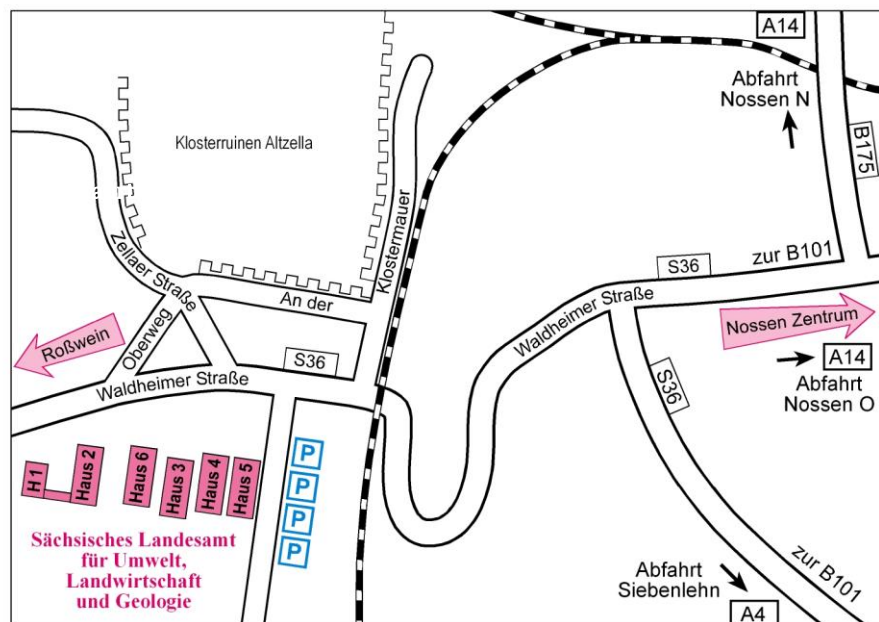 A14
Abfahrt
Nossen N
B175
Klosterruinen Altzella
Klostermauer
Zellaer Straße
An der
zur B101
S36
Waldheimer Straße
Oberweg
Roßwein
S36
Waldheimer Straße
Nossen Zentrum
A14
Abfahrt
Nossen O
S36
H 1
Haus 2
Haus 6
Haus 3
Haus 4
Haus 5
P
P
P
P
Sächsisches Landesamt
für Umwelt,
Landwirtschaft
und Geologie
zur B101
Abfahrt
Siebenlehn
A4